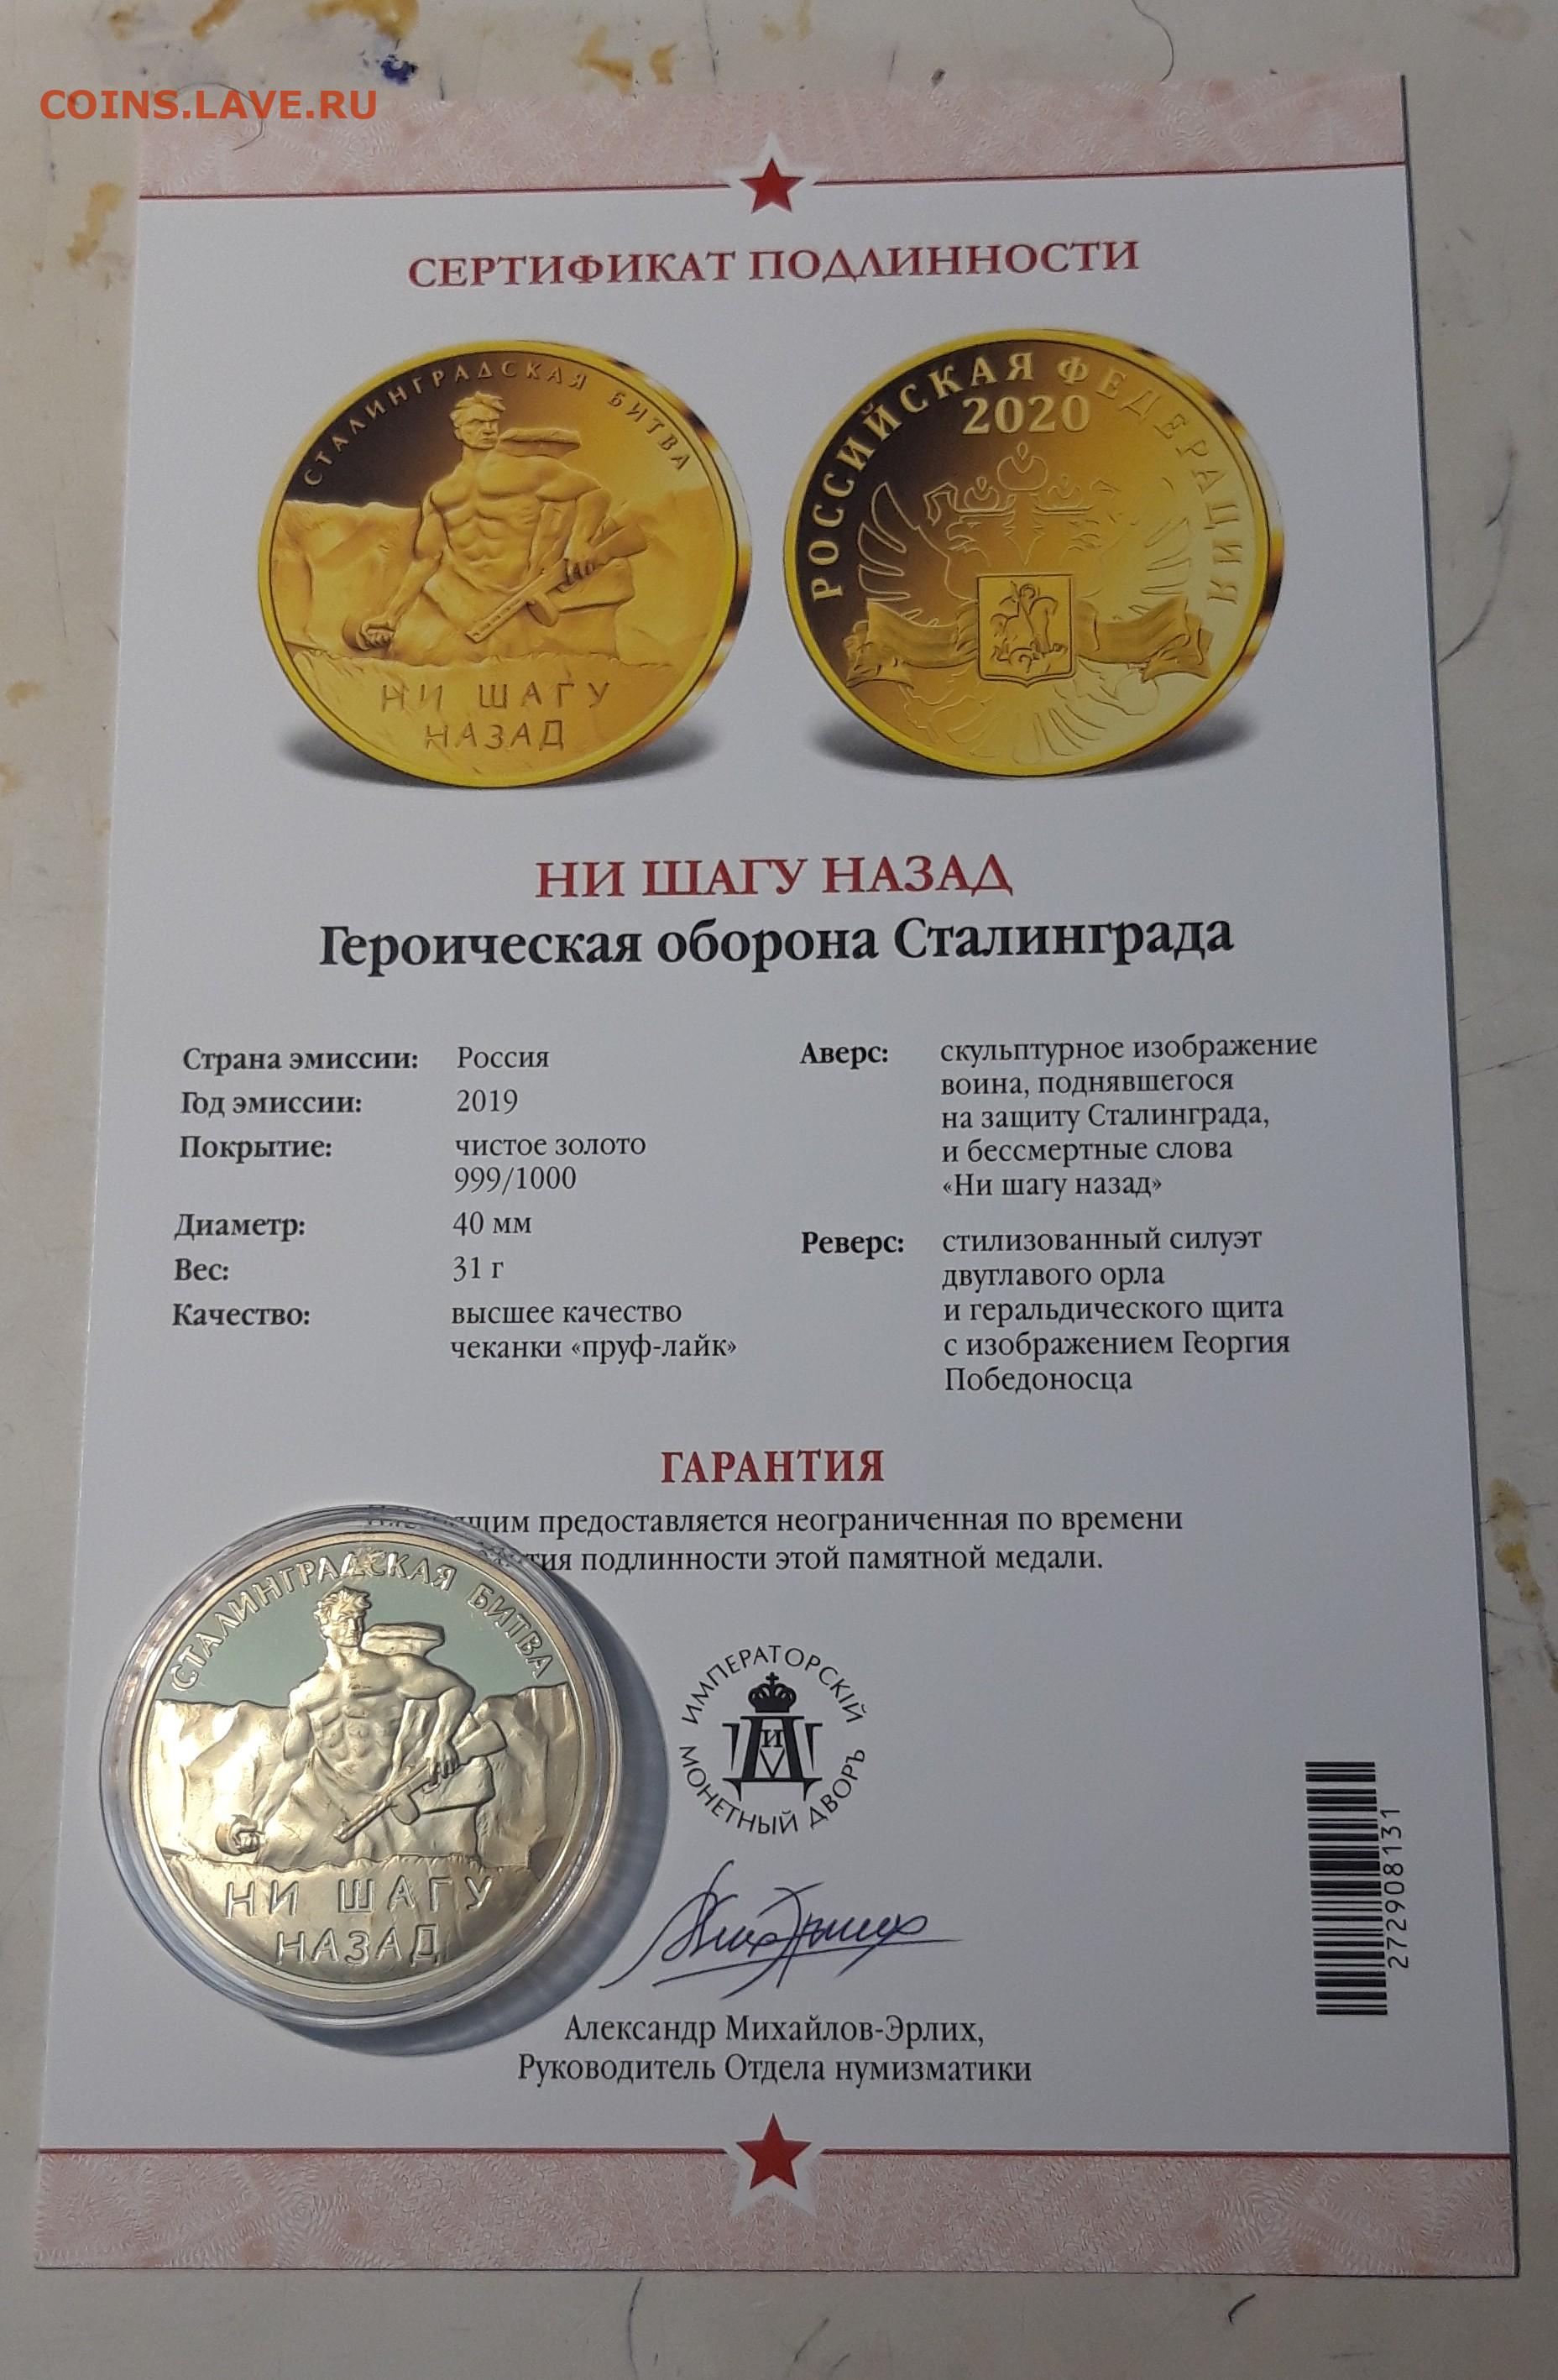 COINS.LAVE.RU
СЕРТИФИКАТ ПОДЛИННОСТИ
СТАЛИНГРАДСКАЯ БИТВА
НИ ШАГУ
НАЗАД
РОССИЙСКАЯ ФЕДЕРАЦИЯ
2020
НИ ШАГУ НАЗАД
Героическая оборона Сталинграда
Страна эмиссии: Россия
Год эмиссии: 2019
Покрытие: чистое золото
999/1000
Диаметр: 40 мм
Вес: 31 г
Качество: высшее качество
чеканки «пруф-лайк»
Аверс: скульптурное изображение
воина, поднявшегося
на защиту Сталинграда,
и бессмертные слова
«Ни шагу назад»
Реверс: стилизованный силуэт
двуглавого орла
и геральдического щита
с изображением Георгия
Победоносца
ГАРАНТИЯ
предоставляется неограниченная по времени
подлинности этой памятной медали.
СТАЛИНГРАДСКАЯ БИТВА
НИ ШАГУ
НАЗАД
ИМПЕРАТОРСКІЙ
МОНЕТНЫЙ ДВОРЪ
Александр Михайлов-Эрлих,
Руководитель Отдела нумизматики
272908131